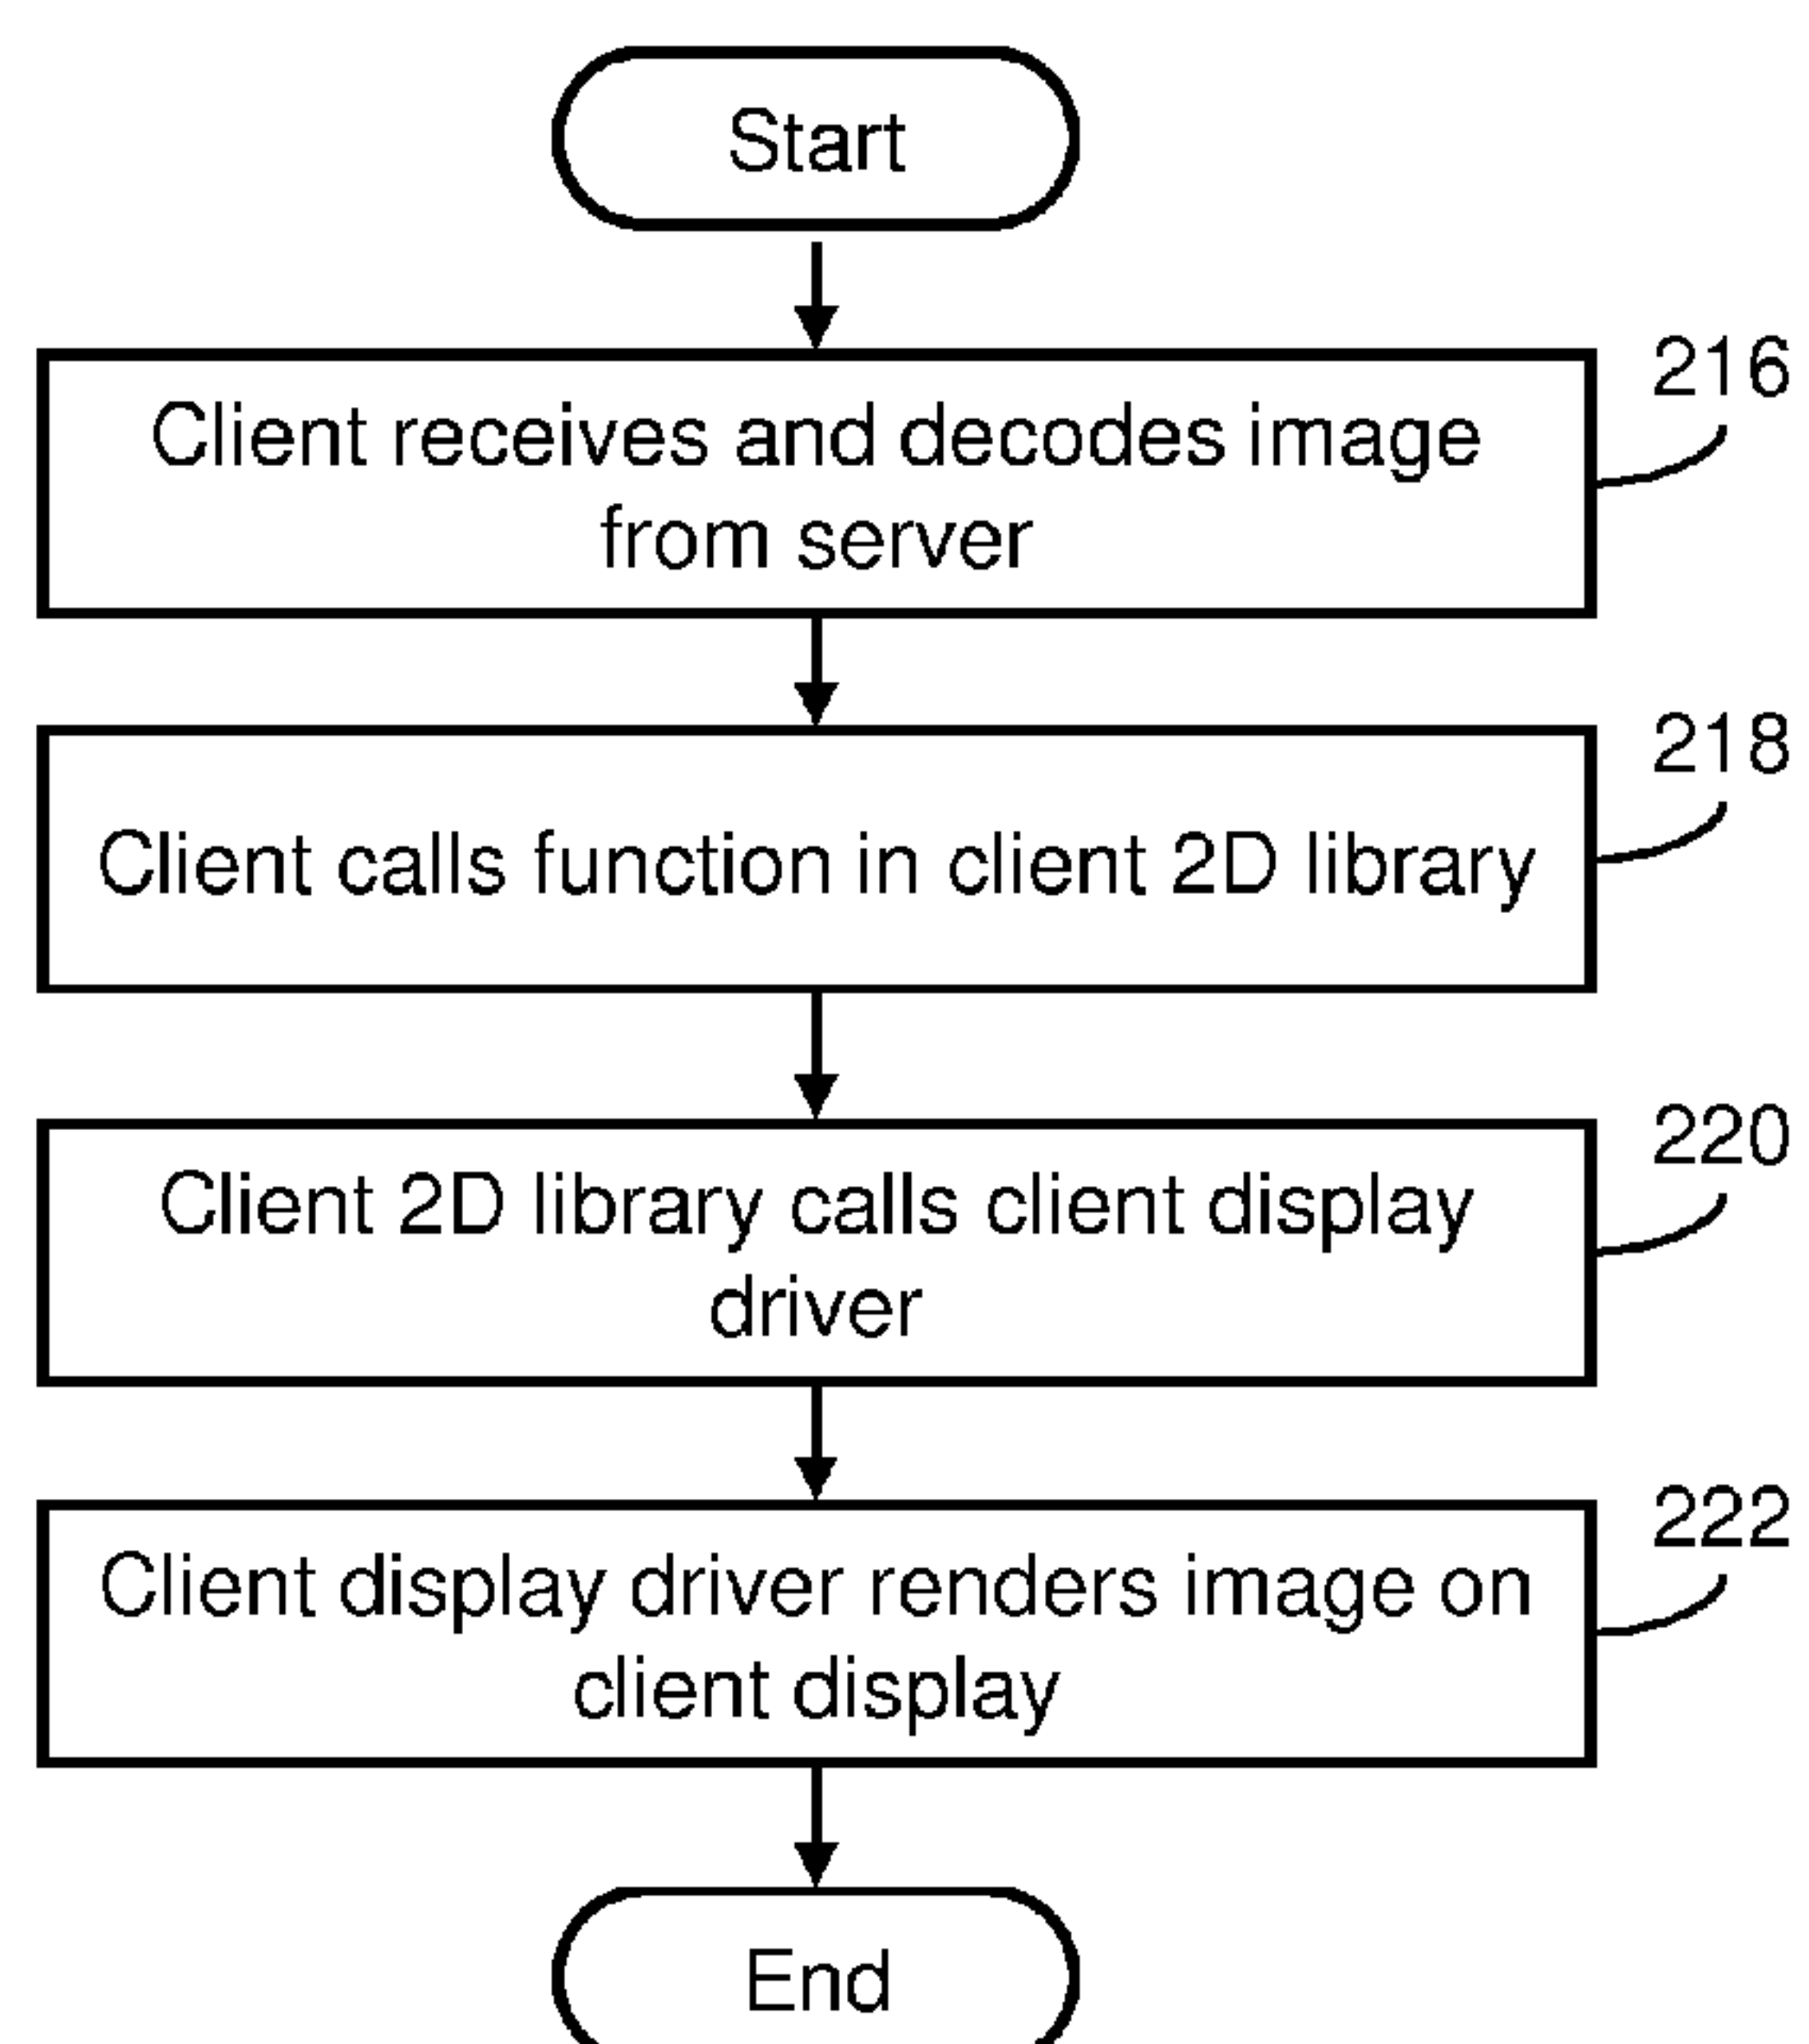 Start
216
Client receives and decodes image
from server
218
Client calls function in client 2D library
220
Client 2D library calls client display
driver
222
Client display driver renders image on
client display
End